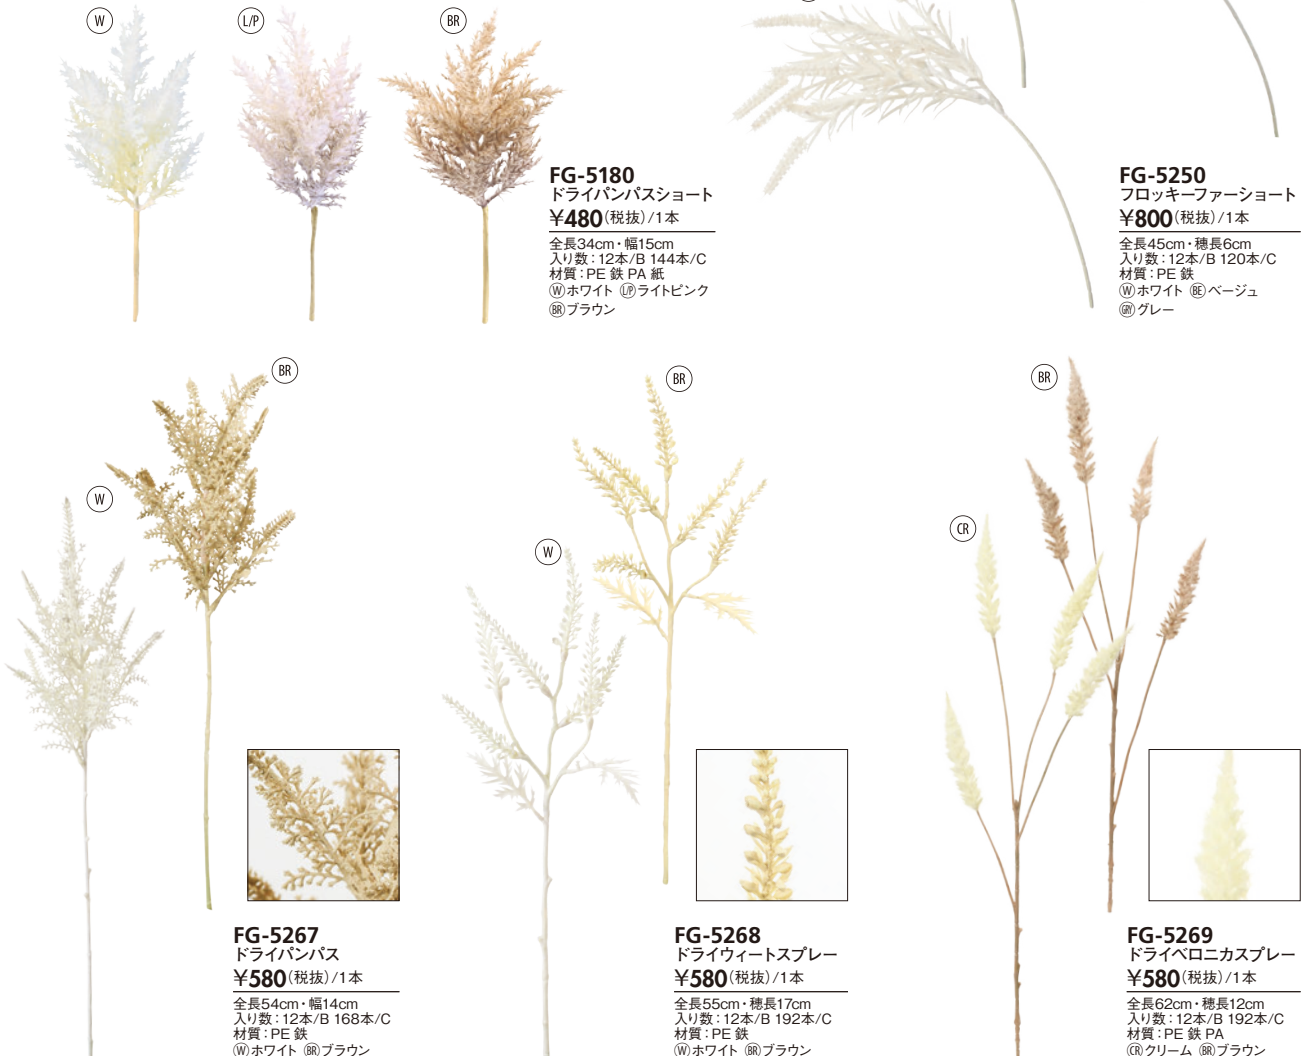 W
L/P
BR
FG-5180
ドライパンパスショート
¥480(税抜)/1本
全長34cm・幅15cm
入り数：12本/B 144本/C
材質：PE 鉄 PA 紙
Ⓦホワイト L/Pライトピンク
BRブラウン
FG-5250
フロッキーファーショート
¥800(税抜)/1本
全長45cm・穂長6cm
入り数：12本/B 120本/C
材質：PE 鉄
Ⓦホワイト BEベージュ
GRYグレー
BR
W
FG-5267
ドライパンパス
¥580(税抜)/1本
全長54cm・幅14cm
入り数：12本/B 168本/C
材質：PE 鉄
Ⓦホワイト BRブラウン
BR
W
FG-5268
ドライウィートスプレー
¥580(税抜)/1本
全長55cm・穂長17cm
入り数：12本/B 192本/C
材質：PE 鉄
Ⓦホワイト BRブラウン
BR
CR
FG-5269
ドライベロニカスプレー
¥580(税抜)/1本
全長62cm・穂長12cm
入り数：12本/B 192本/C
材質：PE 鉄 PA
CRクリーム BRブラウン